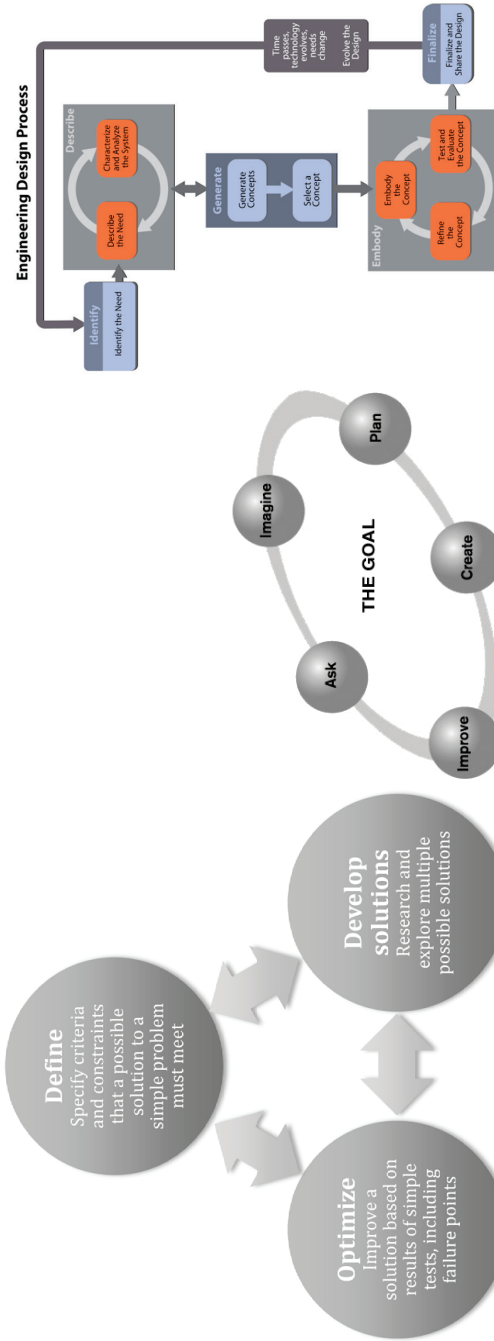 Define
Specify criteria
and constraints
that a possible
solution to a
simple problem
must meet
Optimize
Improve a
solution based on
results of simple
tests, including
failure points
Develop
solutions
Research and
explore multiple
possible solutions
THE GOAL
Ask
Imagine
Plan
Create
Improve
Engineering Design Process
Identify
Identify the Need
Describe
Describe
the Need
Characterize
and Analyze
the System
Generate
Generate
Concepts
Select a
Concept
Embody
Embody
the
Concept
Test and
Evaluate
the Concept
Refine
the
Concept
Finalize
Finalize and
Share the Design
Time
passes,
technology
evolves,
needs
change
Evolve the
Design